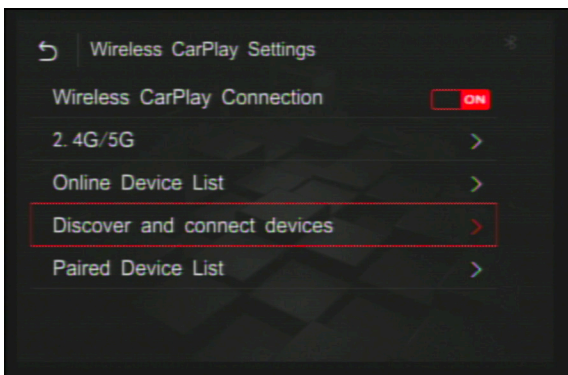 Wireless CarPlay Settings
Wireless CarPlay Connection ON
2.4G/5G
Online Device List
Discover and connect devices
Paired Device List